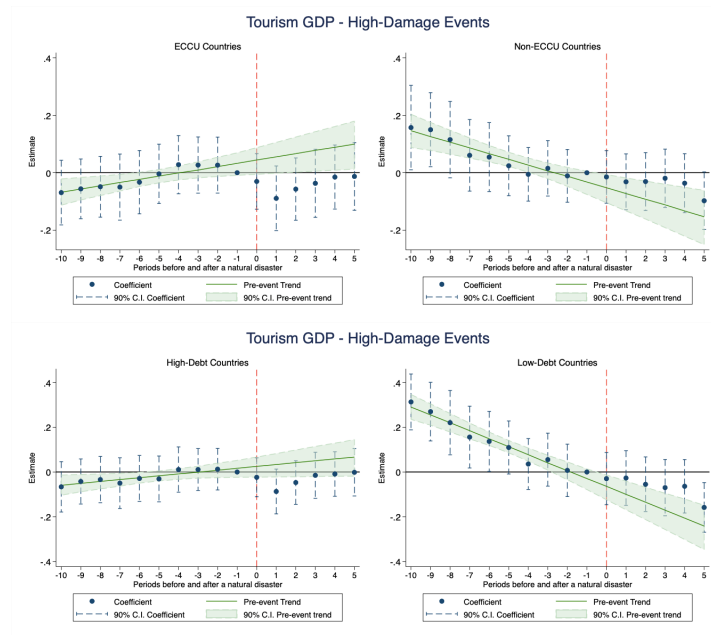 Tourism GDP - High-Damage Events
ECCU Countries
Non-ECCU Countries
Estimate
.4
.2
0
-.2
-10 -9 -8 -7 -6 -5 -4 -3 -2 -1 0 1 2 3 4 5
Periods before and after a natural disaster
Coefficient
Pre-event Trend
90% C.I. Coefficient
90% C.I. Pre-event trend
Estimate
.4
.2
0
-.2
-10 -9 -8 -7 -6 -5 -4 -3 -2 -1 0 1 2 3 4 5
Periods before and after a natural disaster
Coefficient
Pre-event Trend
90% C.I. Coefficient
90% C.I. Pre-event trend
Tourism GDP - High-Damage Events
High-Debt Countries
Low-Debt Countries
Estimate
.4
.2
0
-.2
-.4
-10 -9 -8 -7 -6 -5 -4 -3 -2 -1 0 1 2 3 4 5
Periods before and after a natural disaster
Coefficient
Pre-event Trend
90% C.I. Coefficient
90% C.I. Pre-event trend
Estimate
.4
.2
0
-.2
-.4
-10 -9 -8 -7 -6 -5 -4 -3 -2 -1 0 1 2 3 4 5
Periods before and after a natural disaster
Coefficient
Pre-event Trend
90% C.I. Coefficient
90% C.I. Pre-event trend